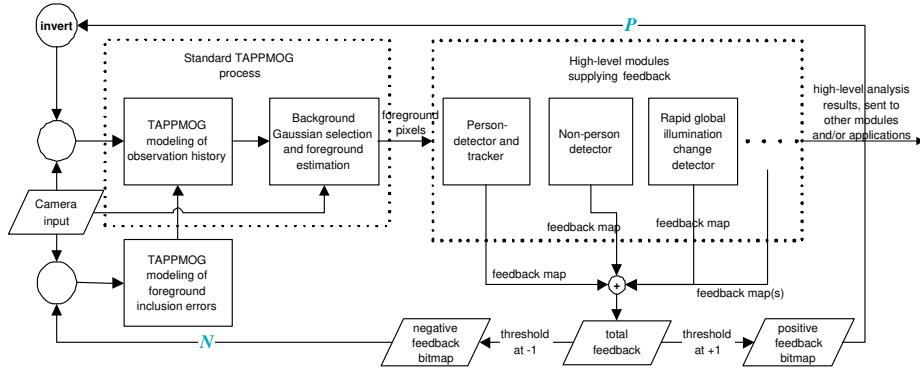 invert
P
Standard TAPPMOG
process
High-level modules
supplying feedback
high-level analysis
results, sent to
other modules
and/or applications
TAPPMOG
modeling of
observation history
Background
Gaussian selection
and foreground
estimation
foreground
pixels
Person-
detector and
tracker
Non-person
detector
Rapid global
illumination
change
detector
Camera
input
feedback map
feedback map
TAPPMOG
modeling of
foreground
inclusion errors
feedback map
+
feedback map(s)
N
negative
feedback
bitmap
threshold
at -1
total
feedback
threshold
at +1
positive
feedback
bitmap